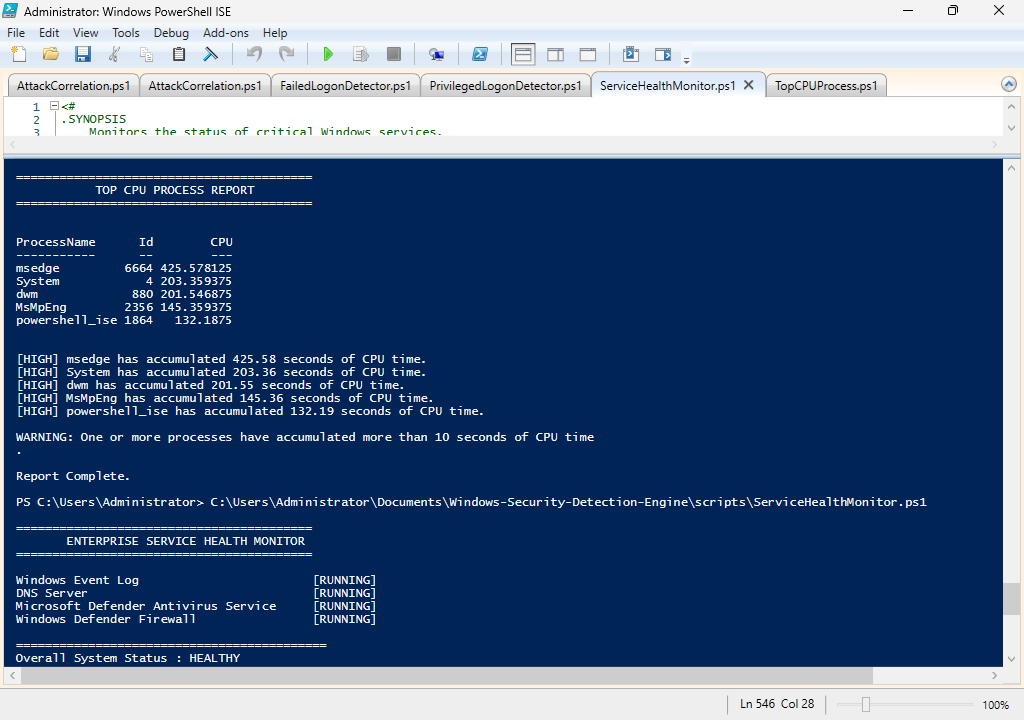 Administrator: Windows PowerShell ISE
File Edit View Tools Debug Add-ons Help
AttackCorrelation.ps1 AttackCorrelation.ps1 FailedLogonDetector.ps1 PrivilegedLogonDetector.ps1 ServiceHealthMonitor.ps1 TopCPUProcess.ps1
1 <#
2 .SYNOPSIS
3 Monitors the status of critical Windows services.
=========================================
TOP CPU PROCESS REPORT
=========================================
ProcessName Id CPU
----------- -- ---
msedge 6664 425.578125
System 4 203.359375
dwm 880 201.546875
MsMpEng 2356 145.359375
powershell_ise 1864 132.1875
[HIGH] msedge has accumulated 425.58 seconds of CPU time.
[HIGH] System has accumulated 203.36 seconds of CPU time.
[HIGH] dwm has accumulated 201.55 seconds of CPU time.
[HIGH] MsMpEng has accumulated 145.36 seconds of CPU time.
[HIGH] powershell_ise has accumulated 132.19 seconds of CPU time.
WARNING: One or more processes have accumulated more than 10 seconds of CPU time
.
Report Complete.
PS C:\Users\Administrator> C:\Users\Administrator\Documents\Windows-Security-Detection-Engine\scripts\ServiceHealthMonitor.ps1
=========================================
ENTERPRISE SERVICE HEALTH MONITOR
=========================================
Windows Event Log [RUNNING]
DNS Server [RUNNING]
Microsoft Defender Antivirus Service [RUNNING]
Windows Defender Firewall [RUNNING]
===========================================
Overall System Status : HEALTHY
Ln 546 Col 28 100%